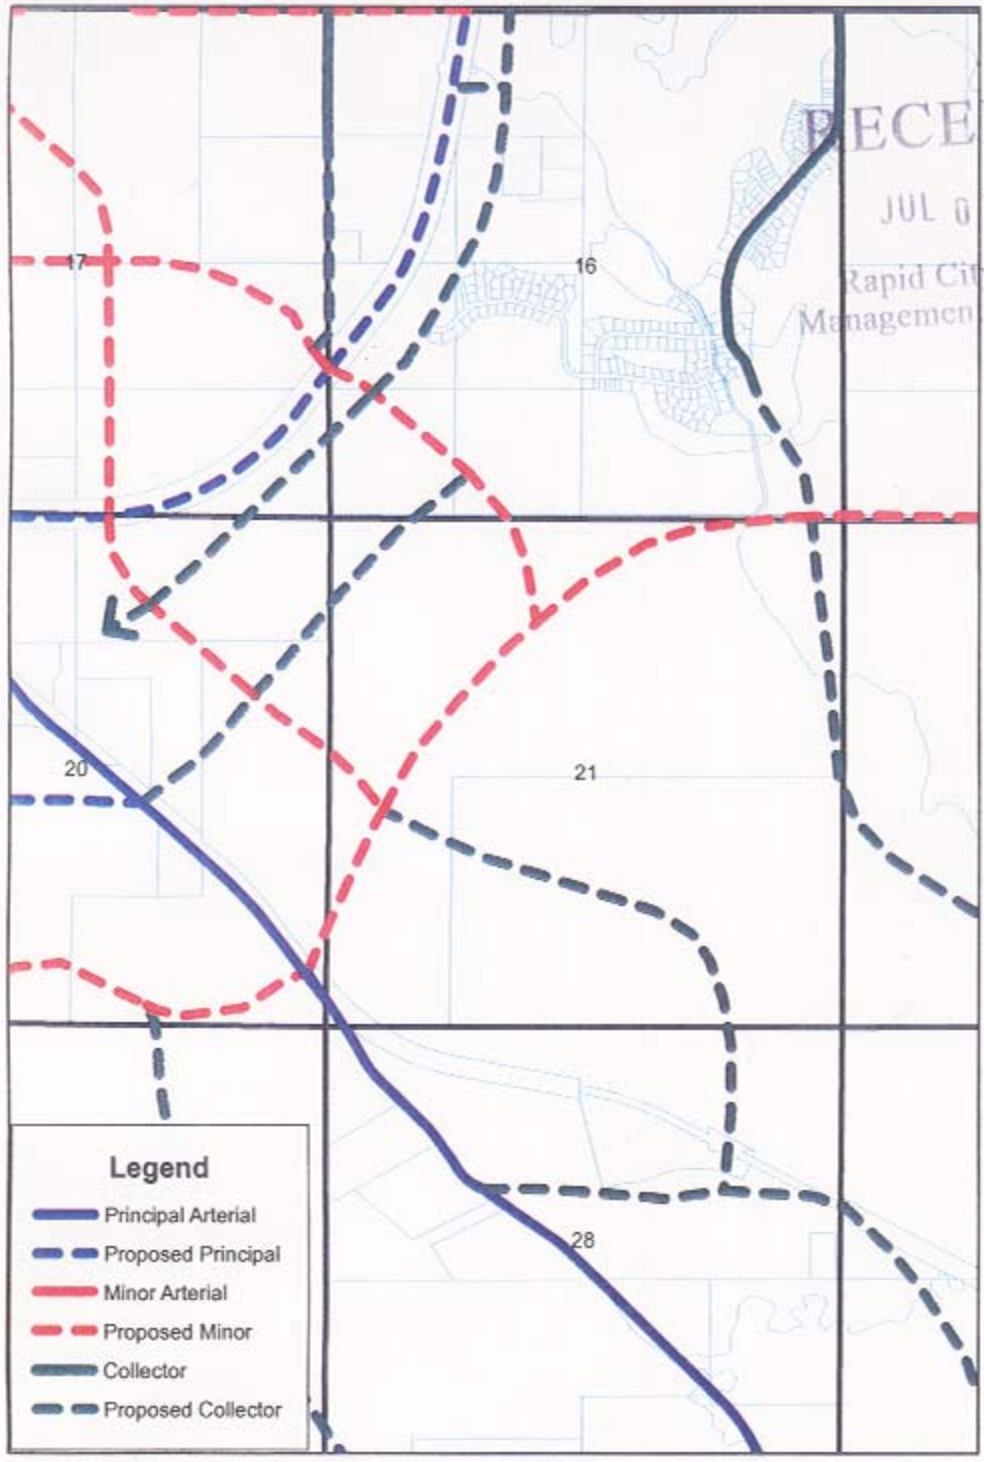 RECE
JUL 0
17
16
Rapid Cit
Managemen
20
21
28
Legend
Principal Arterial
Proposed Principal
Minor Arterial
Proposed Minor
Collector
Proposed Collector